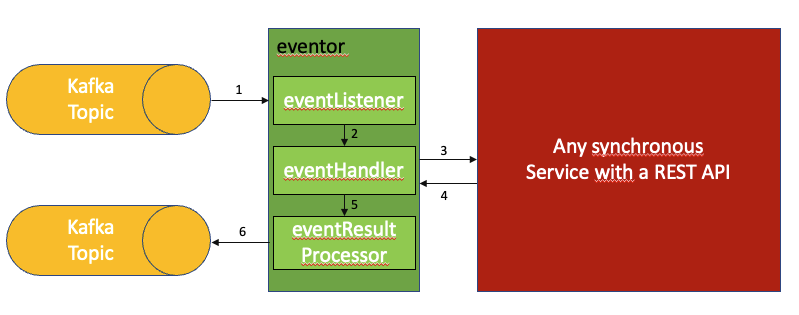 eventor
Kafka
Topic
1
eventListener
2
eventHandler
3
Any synchronous
Service with a REST API
4
5
eventResult
Processor
Kafka
Topic
6